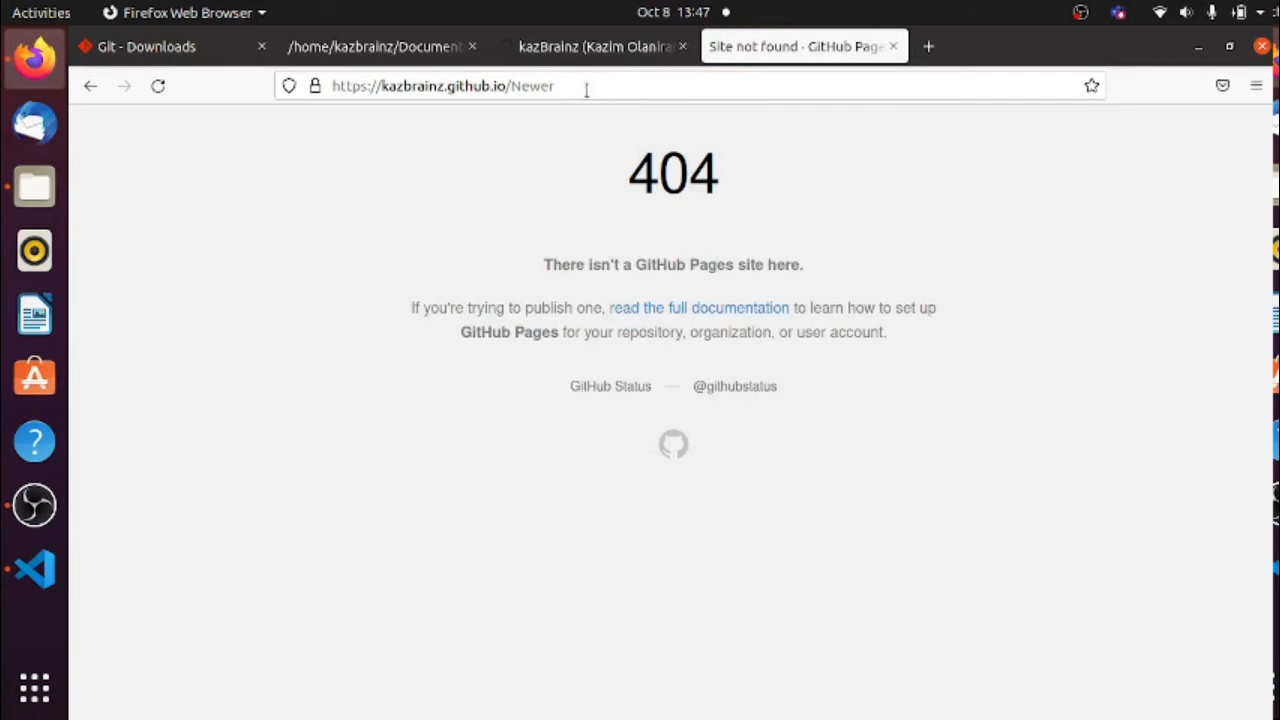 Activities
Firefox Web Browser
Oct 8 13:47
Git - Downloads
/home/kazbrainz/Document
kazBrainz (Kazim Olanira
Site not found · GitHub Page
https://kazbrainz.github.io/Newer
404
There isn't a GitHub Pages site here.
If you're trying to publish one, read the full documentation to learn how to set up
GitHub Pages for your repository, organization, or user account.
GitHub Status — @githubstatus